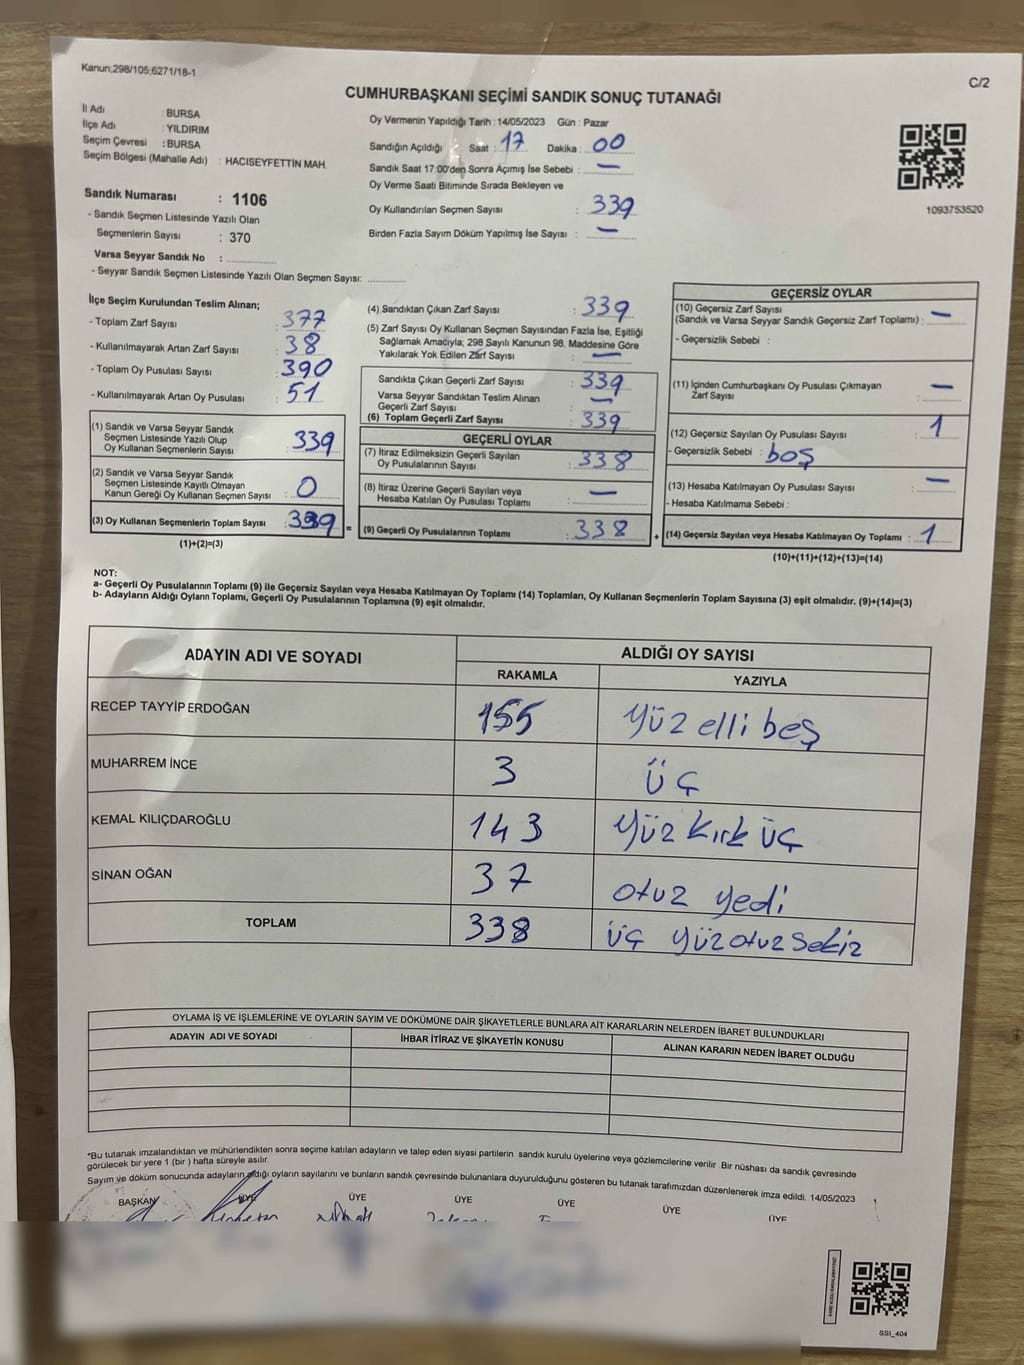 Kanun;298/105;6271/18-1
C/2
CUMHURBAŞKANI SEÇİMİ SANDIK SONUÇ TUTANAĞI
İl Adı : BURSA
İlçe Adı : YILDIRIM
Seçim Çevresi : BURSA
Seçim Bölgesi (Mahalle Adı) : HACISEYFETTİN MAH.
Sandık Numarası : 1106
- Sandık Seçmen Listesinde Yazılı Olan
Seçmenlerin Sayısı : 370
Varsa Seyyar Sandık No :
- Seyyar Sandık Seçmen Listesinde Yazılı Olan Seçmen Sayısı:
Oy Vermenin Yapıldığı Tarih : 14/05/2023 Gün : Pazar
Sandığın Açıldığı Saat : 17 Dakika : 00
Sandık Saat 17:00'den Sonra Açımış İse Sebebi : —
Oy Verme Saati Bitiminde Sırada Bekleyen ve
Oy Kullandırılan Seçmen Sayısı : 339
Birden Fazla Sayım Döküm Yapılmış İse Sayısı : —
1093753520
İlçe Seçim Kurulundan Teslim Alınan;
- Toplam Zarf Sayısı : 377
- Kullanılmayarak Artan Zarf Sayısı : 38
- Toplam Oy Pusulası Sayısı : 390
- Kullanılmayarak Artan Oy Pusulası : 51
(1) Sandık ve Varsa Seyyar Sandık
Seçmen Listesinde Yazılı Olup
Oy Kullanan Seçmenlerin Sayısı : 339
(2) Sandık ve Varsa Seyyar Sandık
Seçmen Listesinde Kayıtlı Olmayan
Kanun Gereği Oy Kullanan Seçmen Sayısı : 0
(3) Oy Kullanan Seçmenlerin Toplam Sayısı : 339
(1)+(2)=(3)
=
(4) Sandıktan Çıkan Zarf Sayısı : 339
(5) Zarf Sayısı Oy Kullanan Seçmen Sayısından Fazla İse, Eşitliği
Sağlamak Amacıyla; 298 Sayılı Kanunun 98. Maddesine Göre
Yakılarak Yok Edilen Zarf Sayısı : —
Sandıkta Çıkan Geçerli Zarf Sayısı : 339
Varsa Seyyar Sandıktan Teslim Alınan
Geçerli Zarf Sayısı : —
(6) Toplam Geçerli Zarf Sayısı : 339
GEÇERLİ OYLAR
(7) İtiraz Edilmeksizin Geçerli Sayılan
Oy Pusulalarının Sayısı : 338
(8) İtiraz Üzerine Geçerli Sayılan veya
Hesaba Katılan Oy Pusulası Toplamı : —
(9) Geçerli Oy Pusulalarının Toplamı : 338
+
GEÇERSİZ OYLAR
(10) Geçersiz Zarf Sayısı
(Sandık ve Varsa Seyyar Sandık Geçersiz Zarf Toplamı) : —
- Geçersizlik Sebebi :
(11) İçinden Cumhurbaşkanı Oy Pusulası Çıkmayan
Zarf Sayısı : —
(12) Geçersiz Sayılan Oy Pusulası Sayısı : 1
- Geçersizlik Sebebi : boş
(13) Hesaba Katılmayan Oy Pusulası Sayısı : —
- Hesaba Katılmama Sebebi :
(14) Geçersiz Sayılan veya Hesaba Katılmayan Oy Toplamı : 1
(10)+(11)+(12)+(13)=(14)
NOT:
a- Geçerli Oy Pusulalarının Toplamı (9) ile Geçersiz Sayılan veya Hesaba Katılmayan Oy Toplamı (14) Toplamları, Oy Kullanan Seçmenlerin Toplam Sayısına (3) eşit olmalıdır. (9)+(14)=(3)
b- Adayların Aldığı Oyların Toplamı, Geçerli Oy Pusulalarının Toplamına (9) eşit olmalıdır.
ADAYIN ADI VE SOYADI
ALDIĞI OY SAYISI
RAKAMLA YAZIYLA
RECEP TAYYİP ERDOĞAN 155 yüz elli beş
MUHARREM İNCE 3 üç
KEMAL KILIÇDAROĞLU 143 yüz kırk üç
SİNAN OĞAN 37 otuz yedi
TOPLAM 338 üç yüz otuz sekiz
OYLAMA İŞ VE İŞLEMLERİNE VE OYLARIN SAYIM VE DÖKÜMÜNE DAİR ŞİKAYETLERLE BUNLARA AİT KARARLARIN NELERDEN İBARET BULUNDUKLARI
ADAYIN ADI VE SOYADI İHBAR İTİRAZ VE ŞİKAYETİN KONUSU ALINAN KARARIN NEDEN İBARET OLDUĞU
*Bu tutanak imzalandıktan ve mühürlendikten sonra seçime katılan adayların ve talep eden siyasi partilerin sandık kurulu üyelerine veya gözlemcilerine verilir. Bir nüshası da sandık çevresinde
görülecek bir yere 1 (bir ) hafta süreyle asılır.
Sayım ve döküm sonucunda adayların aldığı oyların sayılarını ve bunların sandık çevresinde bulunanlara duyurulduğunu gösteren bu tutanak tarafımızdan düzenlenerek imza edildi. 14/05/2023
BAŞKAN ÜYE ÜYE ÜYE ÜYE ÜYE ÜYE
SSI_404